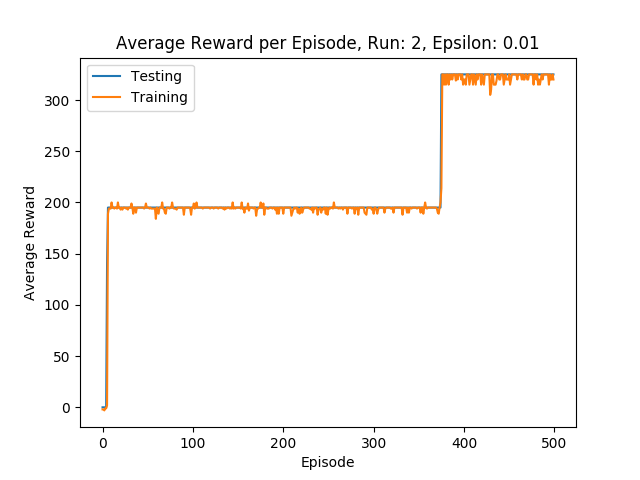 Average Reward per Episode, Run: 2, Epsilon: 0.01
Testing
Training
Average Reward
300
250
200
150
100
50
0
0 100 200 300 400 500
Episode